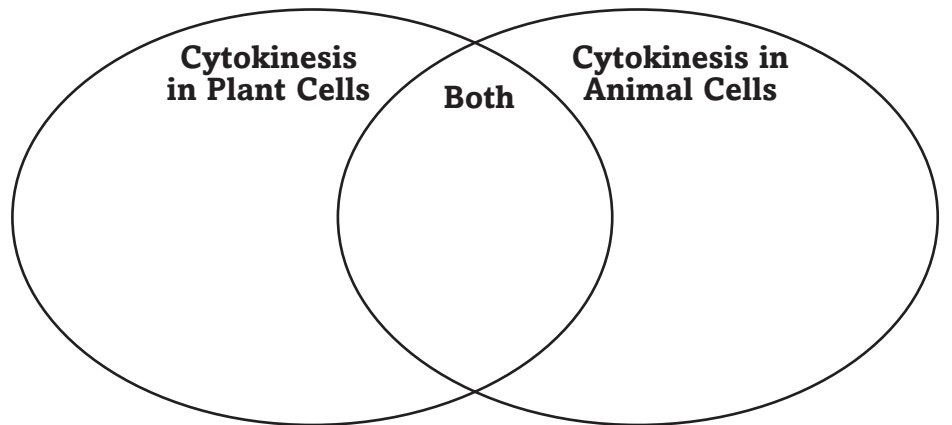 Cytokinesis
in Plant Cells
Both
Cytokinesis in
Animal Cells